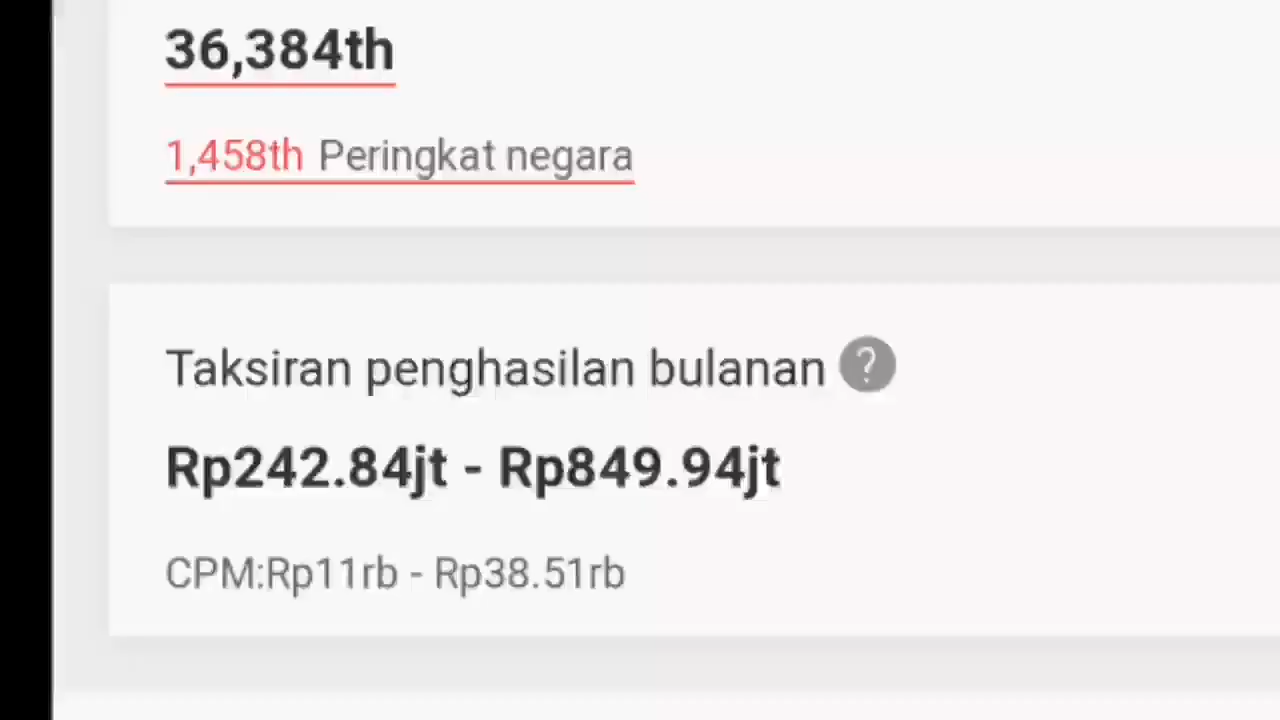 36,384th
1,458th Peringkat negara
Taksiran penghasilan bulanan ?
Rp242.84jt - Rp849.94jt
CPM:Rp11rb - Rp38.51rb